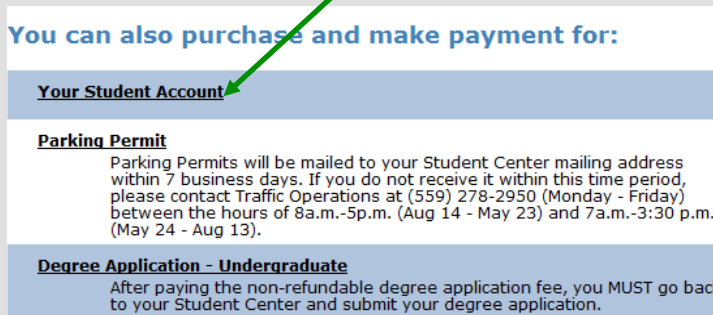 You can also purchase and make payment for:
Your Student Account
Parking Permit
Parking Permits will be mailed to your Student Center mailing address
within 7 business days. If you do not receive it within this time period,
please contact Traffic Operations at (559) 278-2950 (Monday - Friday)
between the hours of 8a.m.-5p.m. (Aug 14 - May 23) and 7a.m.-3:30 p.m.
(May 24 - Aug 13).
Degree Application - Undergraduate
After paying the non-refundable degree application fee, you MUST go bac
to your Student Center and submit your degree application.